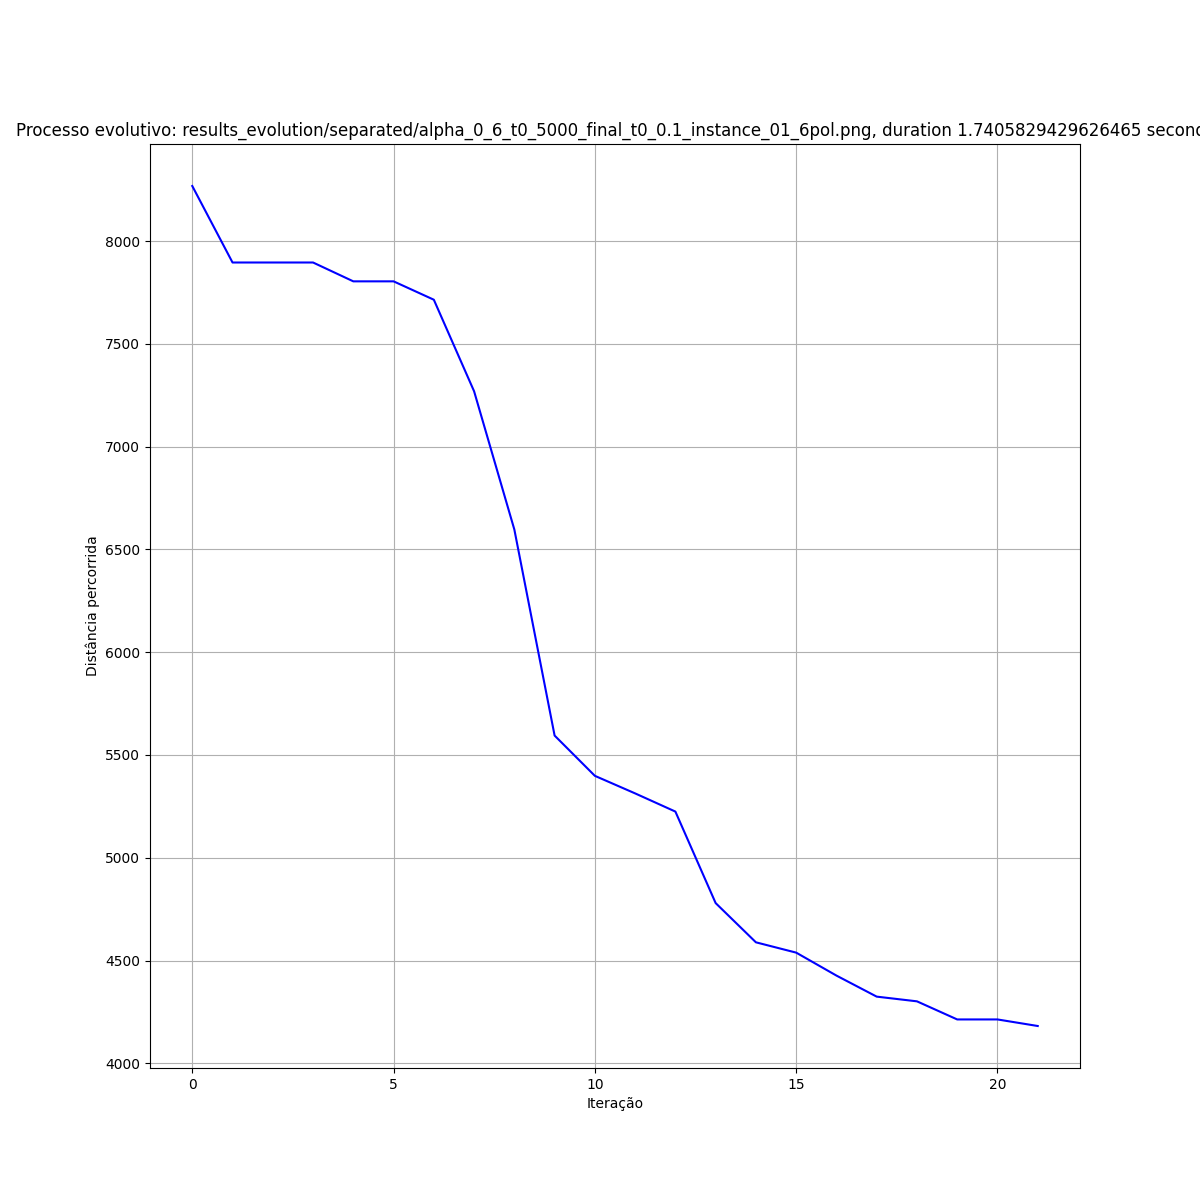 Processo evolutivo: results_evolution/separated/alpha_0_6_t0_5000_final_t0_0.1_instance_01_6pol.png, duration 1.7405829429626465 secon
8000
7500
7000
6500
6000
5500
5000
4500
4000
Distância percorrida
0 5 10 15 20
Iteração